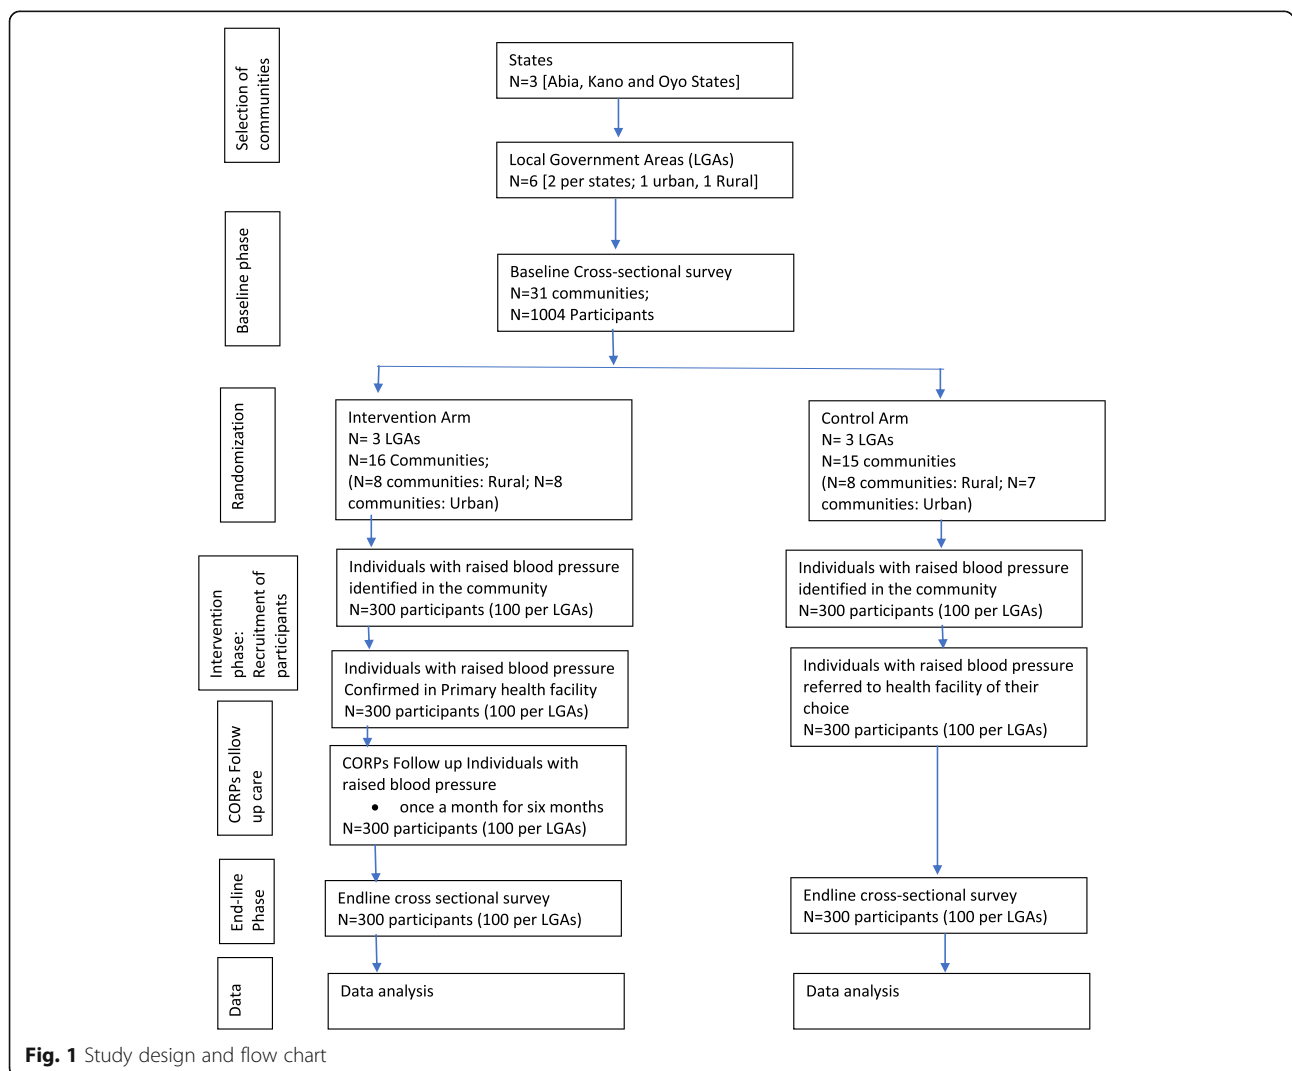 Selection of
communities
States
N=3 [Abia, Kano and Oyo States]
Local Government Areas (LGAs)
N=6 [2 per states; 1 urban, 1 Rural]
Baseline phase
Baseline Cross-sectional survey
N=31 communities;
N=1004 Participants
Randomization
Intervention Arm
N= 3 LGAs
N=16 Communities;
(N=8 communities: Rural; N=8
communities: Urban)
Control Arm
N= 3 LGAs
N=15 communities
(N=8 communities: Rural; N=7
communities: Urban)
Intervention
phase:
Recruitment of
participants
Individuals with raised blood pressure
identified in the community
N=300 participants (100 per LGAs)
Individuals with raised blood pressure
identified in the community
N=300 participants (100 per LGAs)
Individuals with raised blood pressure
Confirmed in Primary health facility
N=300 participants (100 per LGAs)
Individuals with raised blood pressure
referred to health facility of their
choice
N=300 participants (100 per LGAs)
CORPs Follow
up care
CORPs Follow up Individuals with
raised blood pressure
• once a month for six months
N=300 participants (100 per LGAs)
End-line
Phase
Endline cross sectional survey
N=300 participants (100 per LGAs)
Endline cross-sectional survey
N=300 participants (100 per LGAs)
Data
Data analysis
Data analysis
Fig. 1 Study design and flow chart